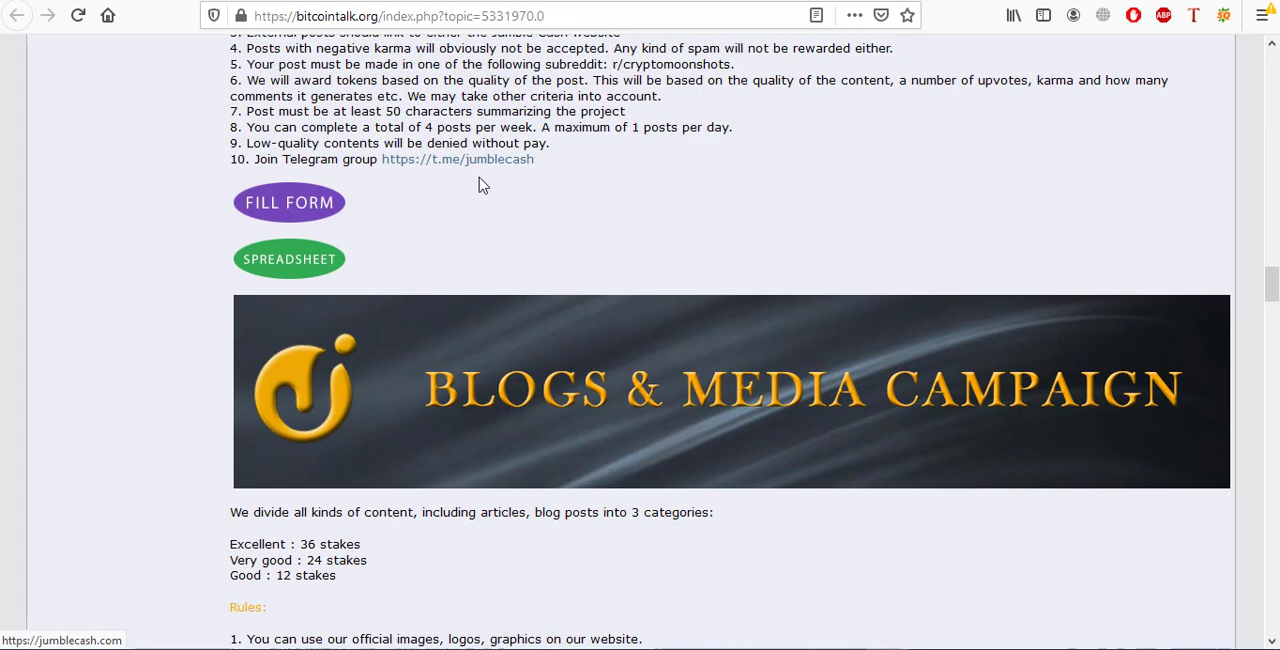 https://bitcointalk.org/index.php?topic=5331970.0
ABP
T
4. Posts with negative karma will obviously not be accepted. Any kind of spam will not be rewarded either.
5. Your post must be made in one of the following subreddit: r/cryptomoonshots.
6. We will award tokens based on the quality of the post. This will be based on the quality of the content, a number of upvotes, karma and how many
comments it generates etc. We may take other criteria into account.
7. Post must be at least 50 characters summarizing the project
8. You can complete a total of 4 posts per week. A maximum of 1 posts per day.
9. Low-quality contents will be denied without pay.
10. Join Telegram group https://t.me/jumblecash
FILL FORM
SPREADSHEET
BLOGS & MEDIA CAMPAIGN
We divide all kinds of content, including articles, blog posts into 3 categories:
Excellent : 36 stakes
Very good : 24 stakes
Good : 12 stakes
Rules:
1. You can use our official images, logos, graphics on our website.
https://jumblecash.com